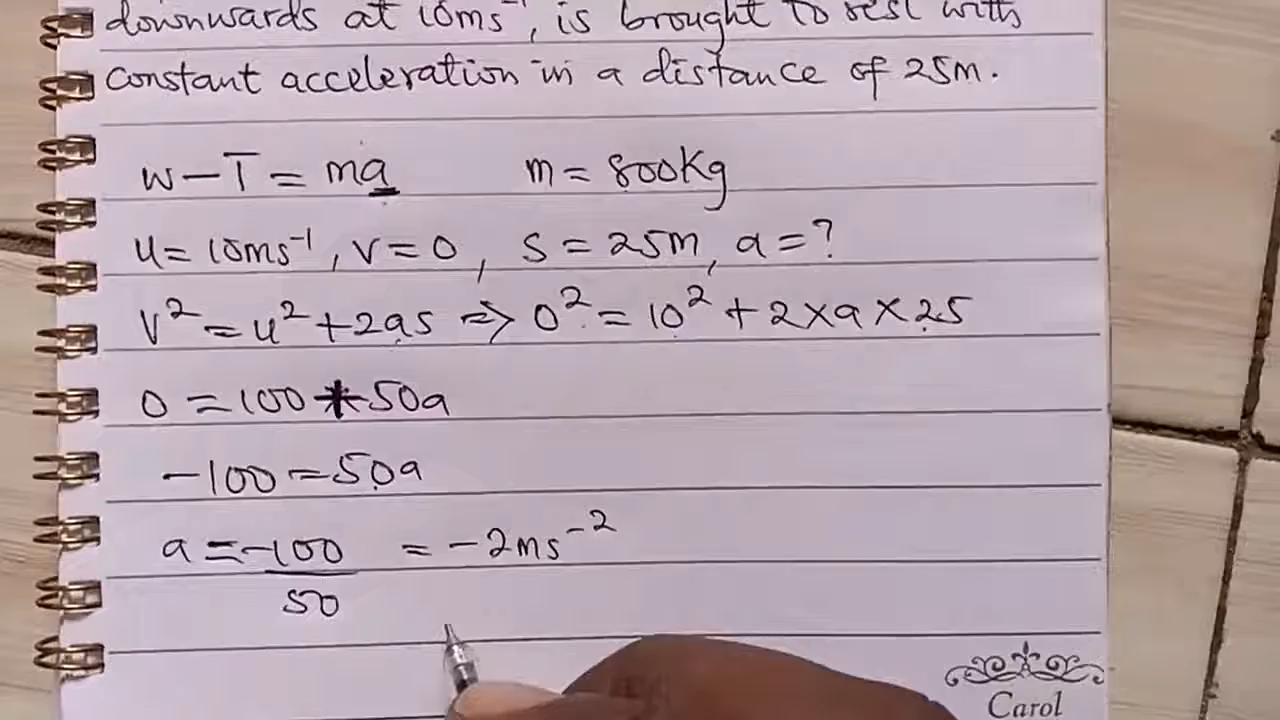 downwards at 10ms⁻¹, is brought to rest with
constant acceleration in a distance of 25m.
W-T = ma m = 800Kg
u = 10ms⁻¹, v = 0, s = 25m, a = ?
v² = u² + 2as => 0² = 10² + 2×a×25
0 = 100 + 50a
-100 = 50a
a = -100/50 = -2ms⁻²
Carol